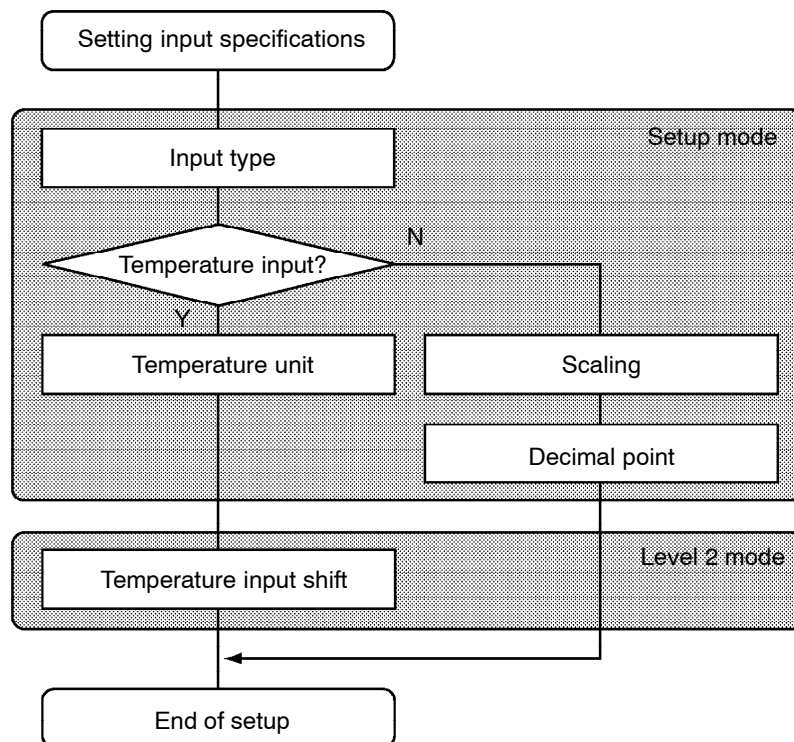 Setting input specifications
Setup mode
Input type
N
Temperature input?
Y
Temperature unit
Scaling
Decimal point
Level 2 mode
Temperature input shift
End of setup